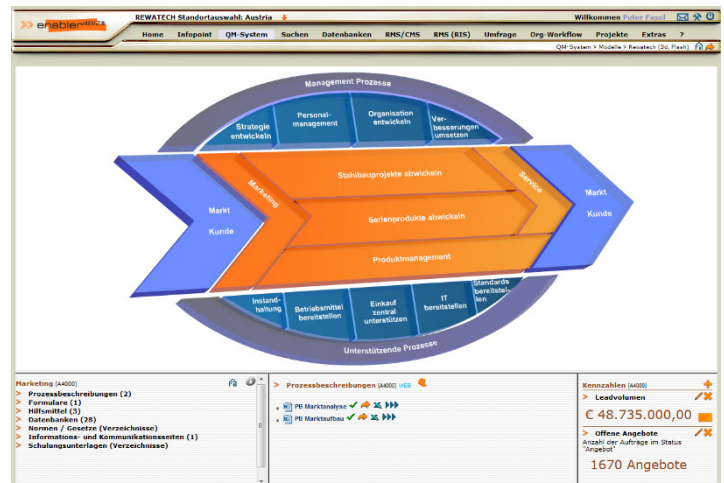 enabler4BIZ®
REWATECH Standortauswahl: Austria
Willkommen Peter Fasol
Home Infopoint QM-System Suchen Datenbanken RMS/CMS RMS (RIS) Umfrage Org-Workflow Projekte Extras ?
QM-System > Modelle > Rewatech (3d, Flash)
Management Prozesse
Strategie
entwickeln
Personal-
management
Organisation
entwickeln
Ver-
besserungen
umsetzen
Markt
Kunde
Marketing
Stahlbauprojekte abwickeln
Serienprodukte abwickeln
Produktmanagement
Service
Markt
Kunde
Instand-
haltung
Betriebsmittel
bereitstellen
Einkauf
zentral
unterstützen
IT
bereitstellen
Standards
bereitstel-
len
Unterstützende Prozesse
Marketing [A4000]
> Prozessbeschreibungen (2)
> Formulare (1)
> Hilfsmittel (3)
> Datenbanken (28)
> Normen / Gesetze (Verzeichnisse)
> Informations- und Kommunikationsseiten (1)
> Schulungsunterlagen (Verzeichnisse)
> Prozessbeschreibungen [A4000] WEB
PB Marktanalyse
PB Marktaufbau
Kennzahlen [A4000]
> Leadvolumen
€ 48.735.000,00
> Offene Angebote
Anzahl der Aufträge im Status
"Angebot"
1670 Angebote